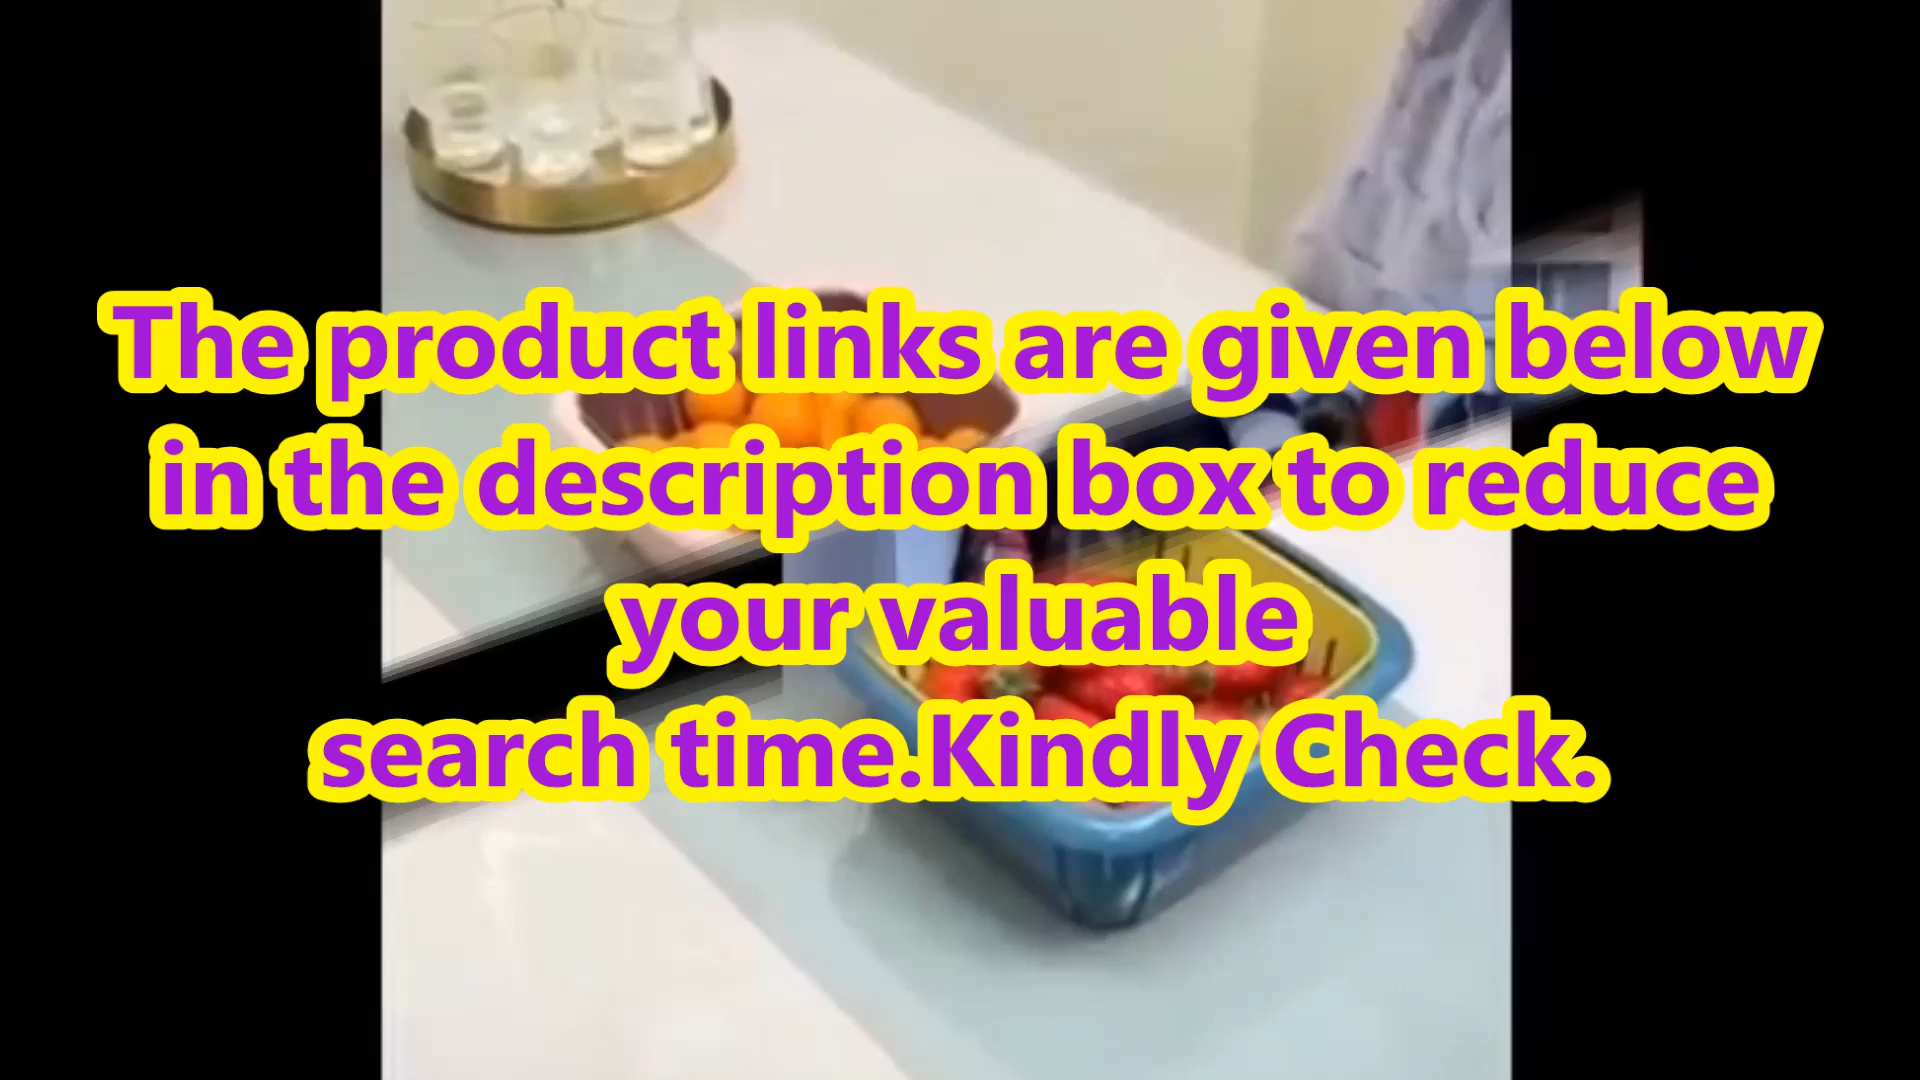 The product links are given below
in the description box to reduce
your valuable
search time.Kindly Check.